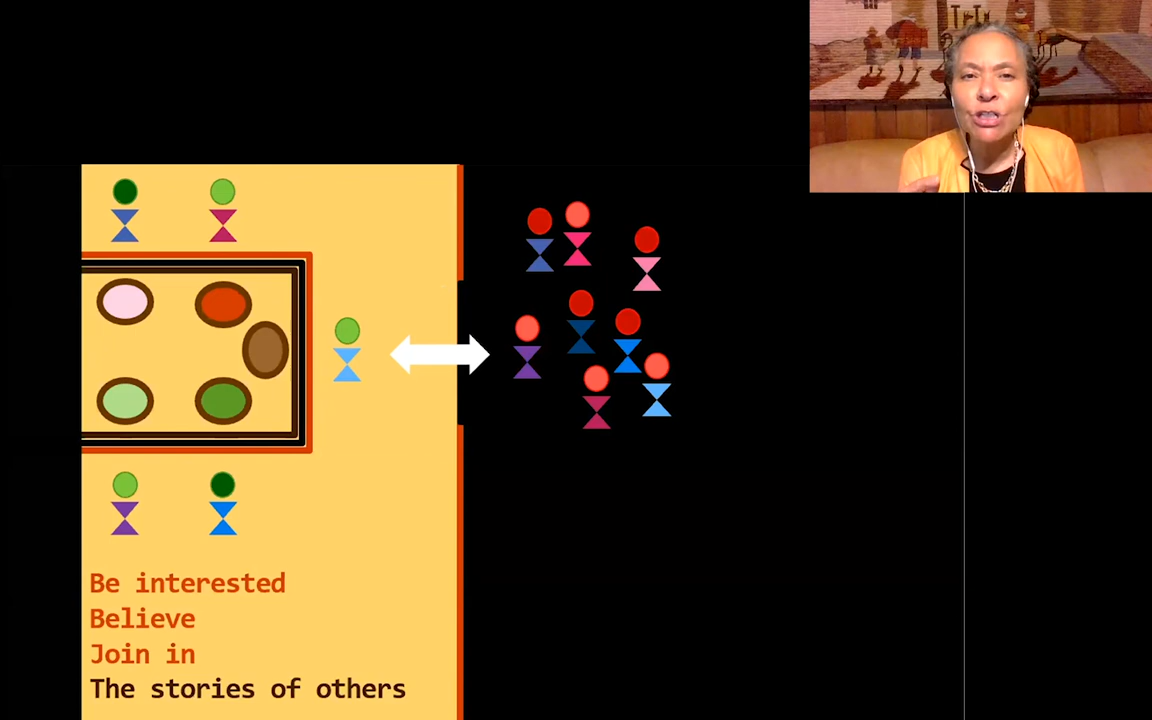 Be interested
Believe
Join in
The stories of others